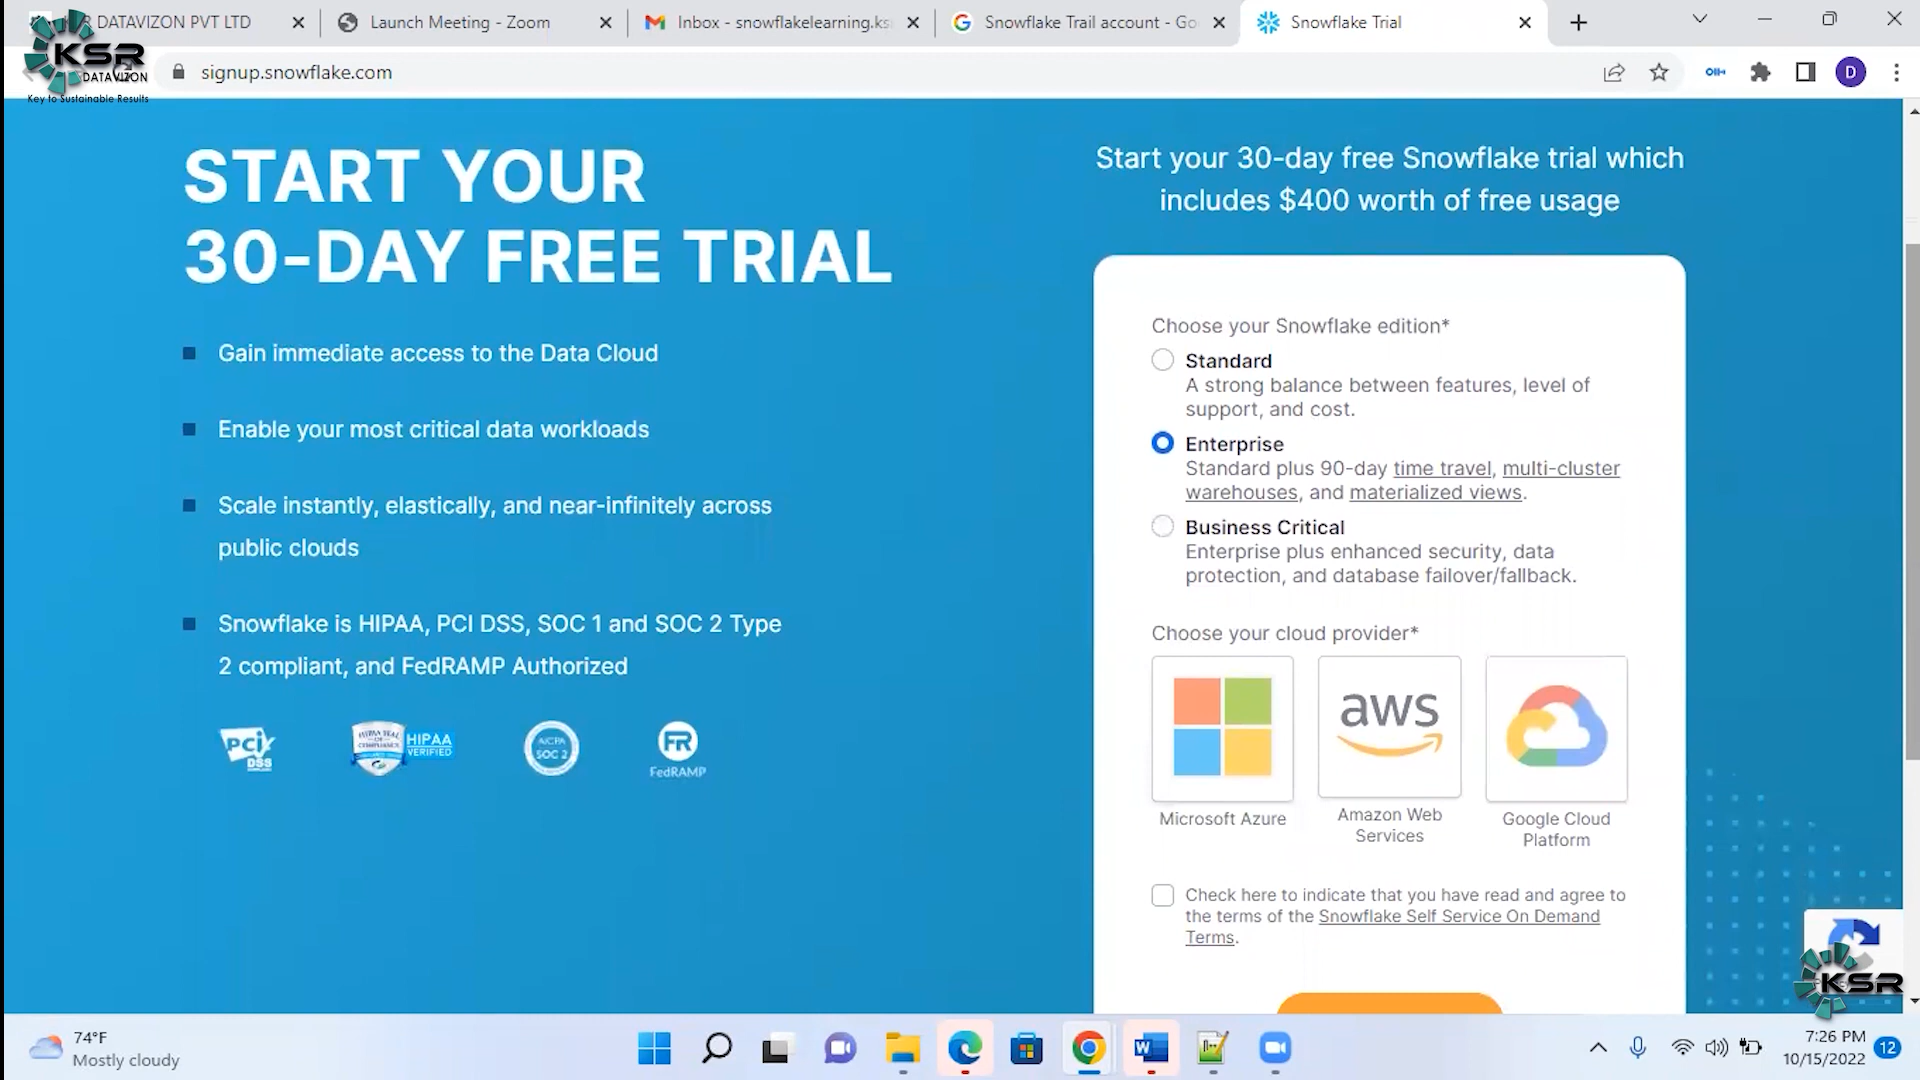 KSR DATAVIZON PVT LTD
Launch Meeting - Zoom
Inbox - snowflakelearning.ks
Snowflake Trail account - Go
Snowflake Trial
KSR
DATAVIZON
Key to Sustainable Results
signup.snowflake.com
D
START YOUR
30-DAY FREE TRIAL
Gain immediate access to the Data Cloud
Enable your most critical data workloads
Scale instantly, elastically, and near-infinitely across
public clouds
Snowflake is HIPAA, PCI DSS, SOC 1 and SOC 2 Type
2 compliant, and FedRAMP Authorized
PCI
DSS
HIPAA
VERIFIED
AICPA
SOC 2
FR
FedRAMP
Start your 30-day free Snowflake trial which
includes $400 worth of free usage
Choose your Snowflake edition*
Standard
A strong balance between features, level of
support, and cost.
Enterprise
Standard plus 90-day time travel, multi-cluster
warehouses, and materialized views.
Business Critical
Enterprise plus enhanced security, data
protection, and database failover/fallback.
Choose your cloud provider*
aws
Microsoft Azure
Amazon Web
Services
Google Cloud
Platform
Check here to indicate that you have read and agree to
the terms of the Snowflake Self Service On Demand
Terms.
KSR
74°F
Mostly cloudy
7:26 PM
10/15/2022
12